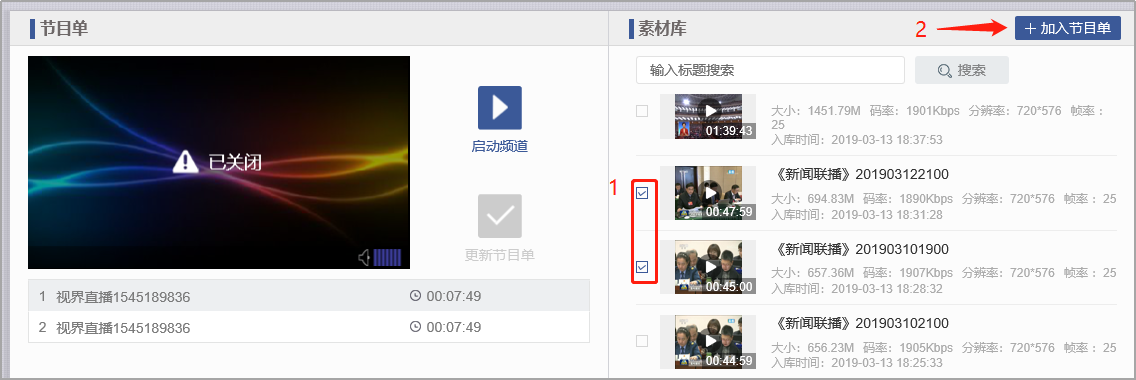 节目单
已关闭
启动频道
更新节目单
1 视界直播1545189836 00:07:49
2 视界直播1545189836 00:07:49
素材库
2
+ 加入节目单
输入标题搜索
搜索
01:39:43
大小：1451.79M 码率：1901Kbps 分辨率：720*576 帧率：
25
入库时间：2019-03-13 18:37:53
1
00:47:59
《新闻联播》201903122100
大小：694.83M 码率：1890Kbps 分辨率：720*576 帧率：25
入库时间：2019-03-13 18:31:28
00:45:00
《新闻联播》201903101900
大小：657.36M 码率：1907Kbps 分辨率：720*576 帧率：25
入库时间：2019-03-13 18:28:32
00:44:59
《新闻联播》201903102100
大小：656.23M 码率：1905Kbps 分辨率：720*576 帧率：25
入库时间：2019-03-13 18:25:33